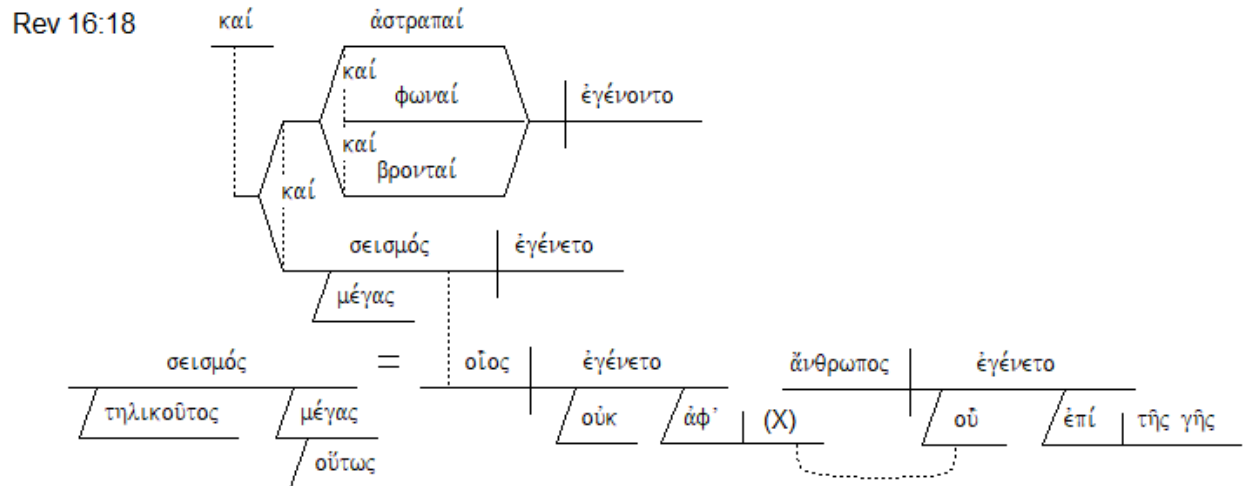 Rev 16:18 καί ἀστραπαί
καί
φωναί ἐγένοντο
καί
βρονταί
καί
σεισμός ἐγένετο
μέγας
σεισμός = οἷος ἐγένετο ἄνθρωπος ἐγένετο
τηλικοῦτος μέγας οὐκ ἀφ' (X) οὗ ἐπί τῆς γῆς
οὕτως